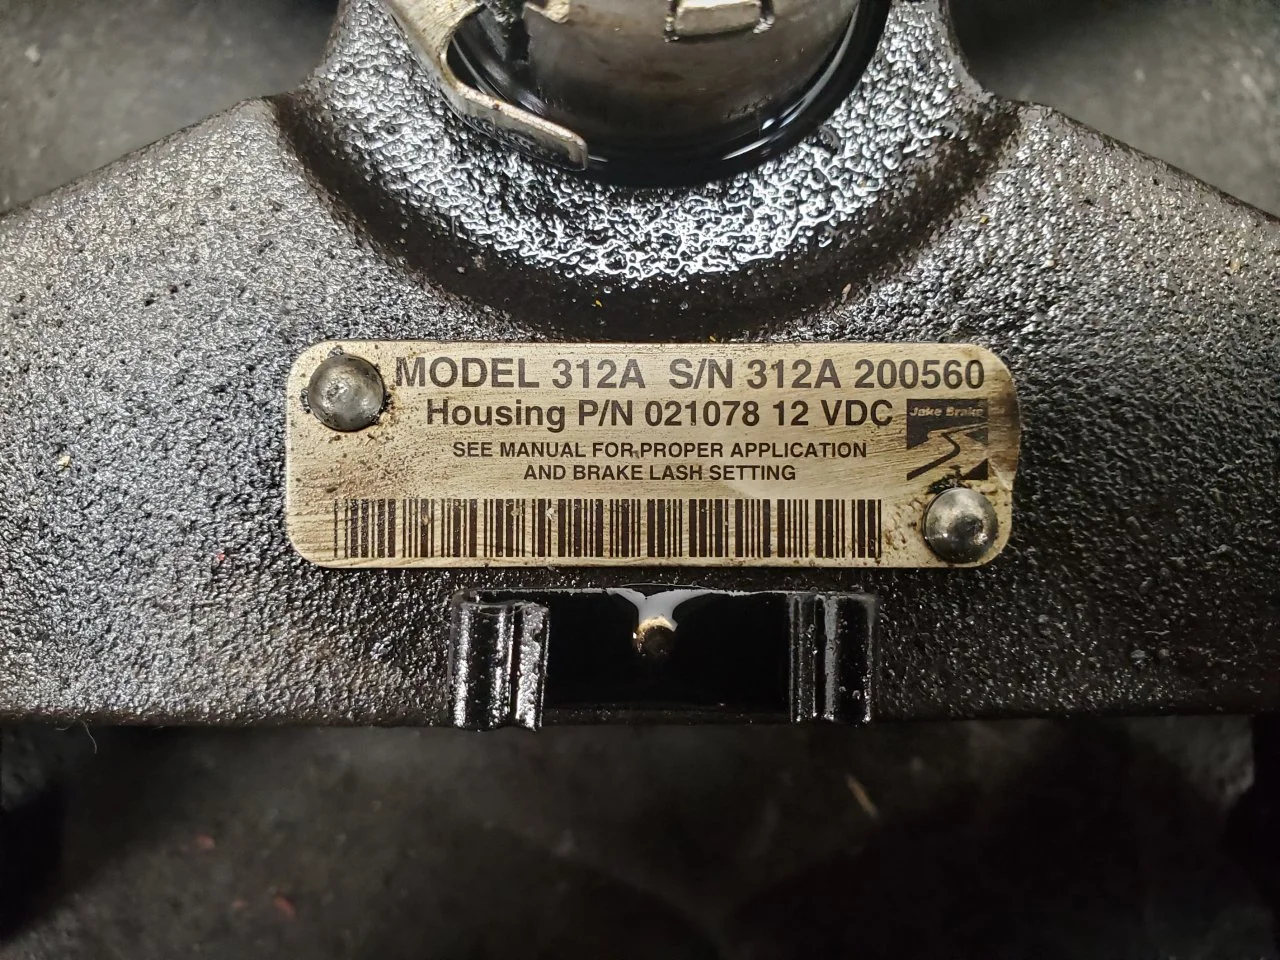 MODEL 312A S/N 312A 200560
Housing P/N 021078 12 VDC
Jake Brake
SEE MANUAL FOR PROPER APPLICATION
AND BRAKE LASH SETTING